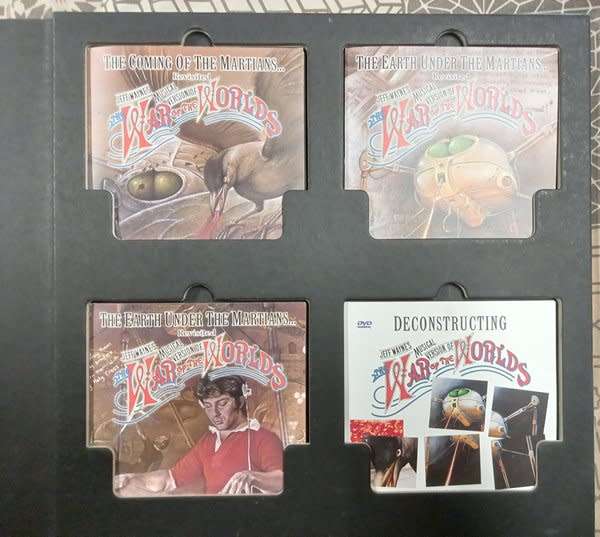 THE COMING OF THE MARTIANS...
Revisited
JEFF WAYNE'S MUSICAL VERSION OF
THE WAR OF THE WORLDS
THE EARTH UNDER THE MARTIANS...
Revisited
JEFF WAYNE'S MUSICAL VERSION OF
THE WAR OF THE WORLDS
THE EARTH UNDER THE MARTIANS...
Revisited
JEFF WAYNE'S MUSICAL VERSION OF
THE WAR OF THE WORLDS
DVD
DECONSTRUCTING
JEFF WAYNE'S MUSICAL VERSION OF
THE WAR OF THE WORLDS